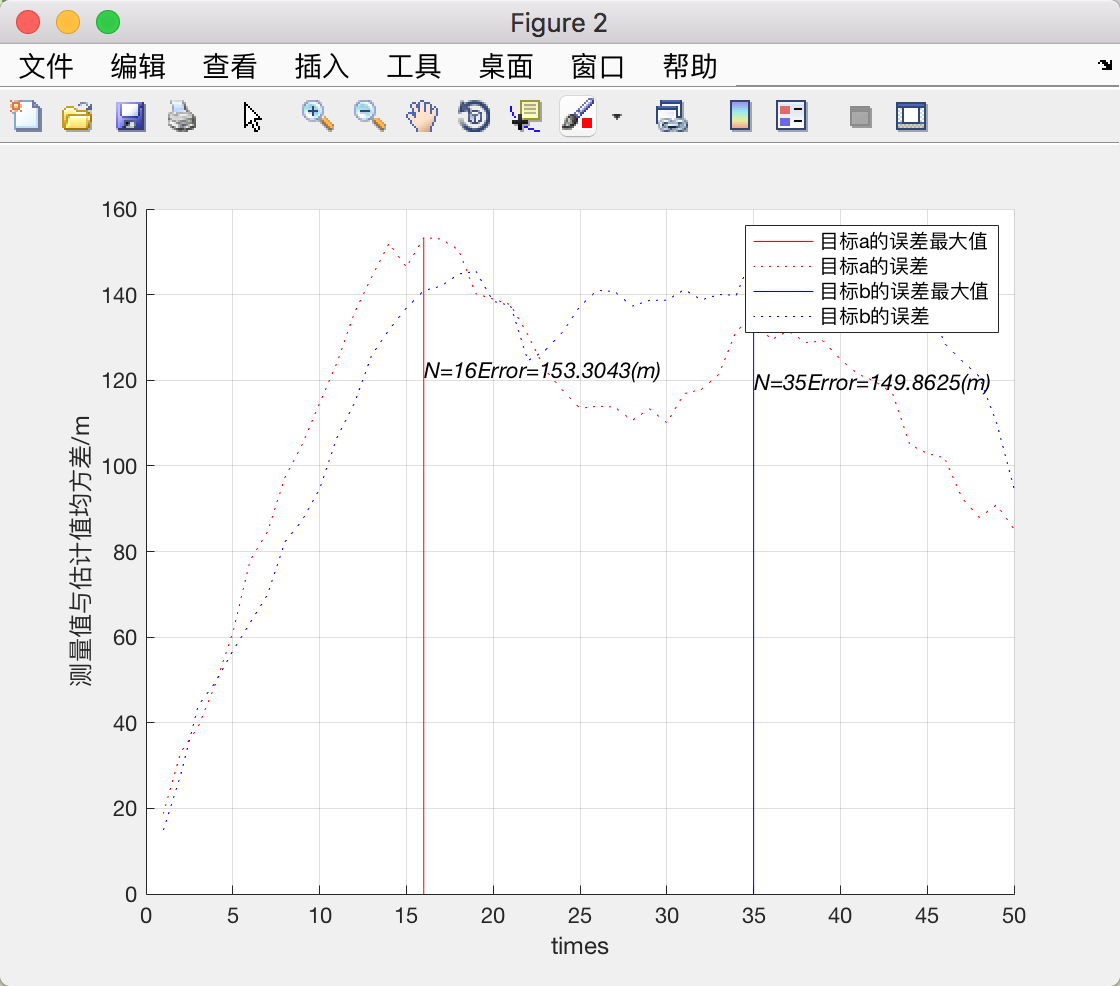 Figure 2
文件 编辑 查看 插入 工具 桌面 窗口 帮助
160
140
120
100
80
60
40
20
0
测量值与估计值均方差/m
目标a的误差最大值
目标a的误差
目标b的误差最大值
目标b的误差
N=16Error=153.3043(m)
N=35Error=149.8625(m)
0 5 10 15 20 25 30 35 40 45 50
times